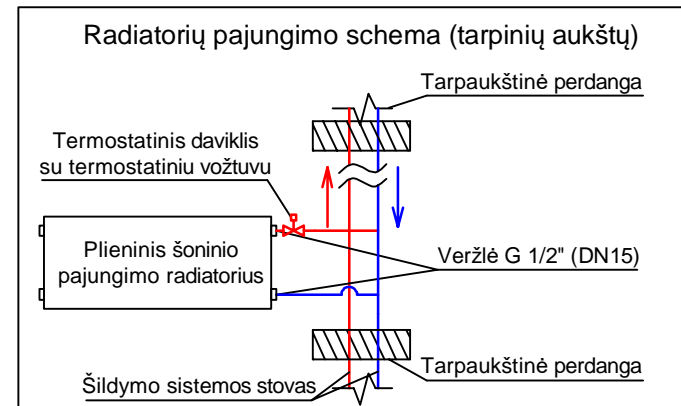 Radiatorių pajungimo schema (tarpinių aukštų)
Tarpaukštinė perdanga
Termostatinis daviklis
su termostatiniu vožtuvu
Plieninis šoninio
pajungimo radiatorius
Veržlė G 1/2" (DN15)
Tarpaukštinė perdanga
Šildymo sistemos stovas